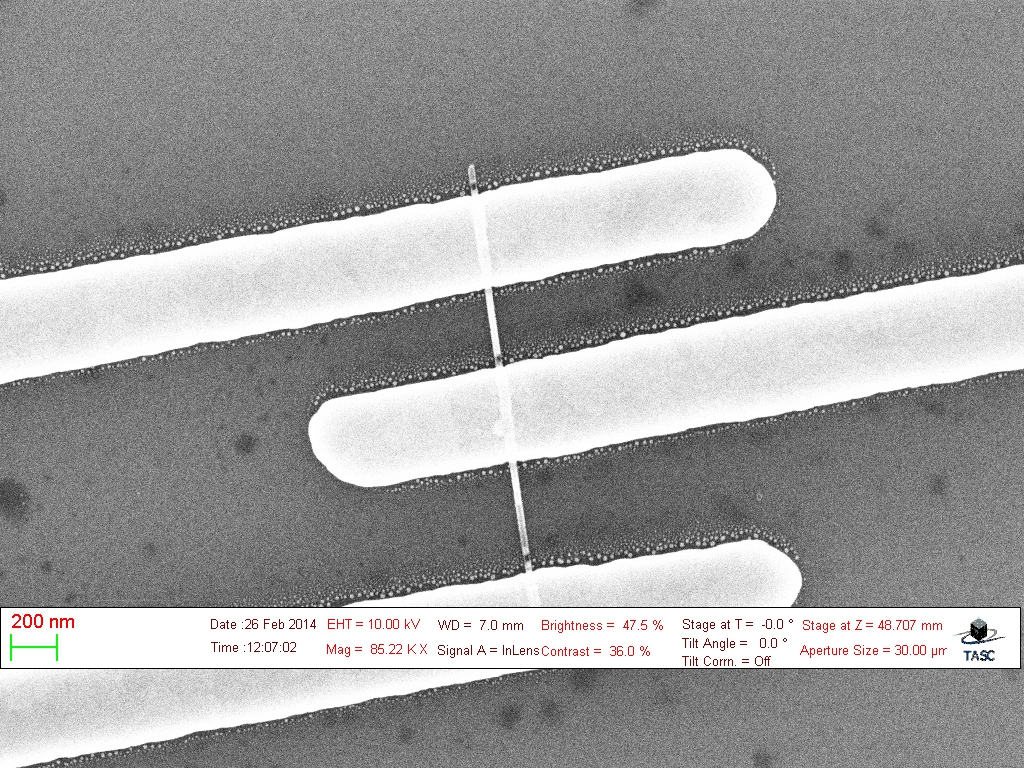 200 nm
Date :26 Feb 2014 EHT = 10.00 kV WD = 7.0 mm Brightness = 47.5 % Stage at T = -0.0 ° Stage at Z = 48.707 mm
Time :12:07:02 Mag = 85.22 K X Signal A = InLens Contrast = 36.0 % Tilt Angle = 0.0 ° Aperture Size = 30.00 µm
Tilt Corrn. = Off
TASC